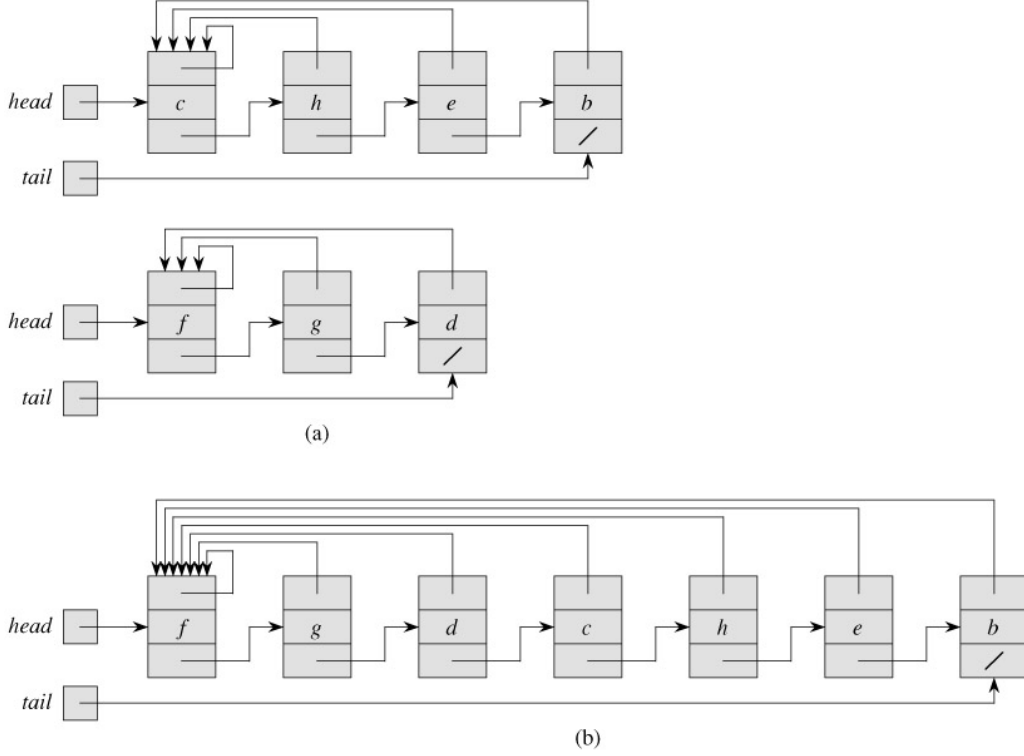 head c h e b
tail
head f g d
tail
(a)
head f g d c h e b
tail
(b)